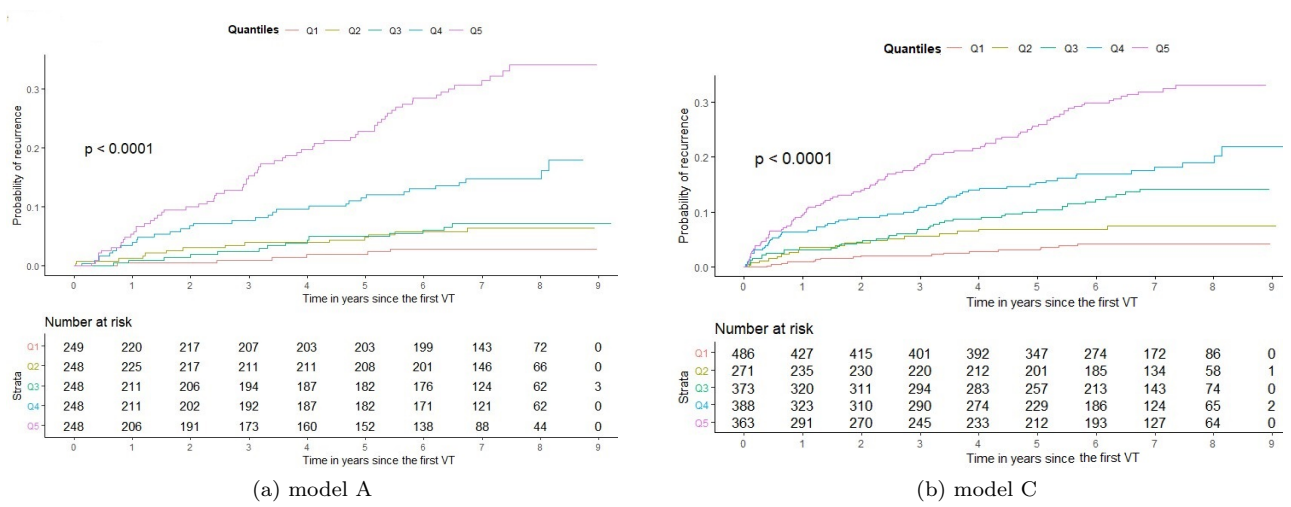 Quantiles Q1 Q2 Q3 Q4 Q5
Probability of recurrence
0.3
0.2
0.1
0.0
p < 0.0001
0 1 2 3 4 5 6 7 8 9
Time in years since the first VT
Number at risk
Strata
Q1 249 220 217 207 203 203 199 143 72 0
Q2 248 225 217 211 211 208 201 146 66 0
Q3 248 211 206 194 187 182 176 124 62 3
Q4 248 211 202 192 187 182 171 121 62 0
Q5 248 206 191 173 160 152 138 88 44 0
0 1 2 3 4 5 6 7 8 9
Time in years since the first VT
(a) model A
Quantiles Q1 Q2 Q3 Q4 Q5
Probability of recurrence
0.3
0.2
0.1
0.0
p < 0.0001
0 1 2 3 4 5 6 7 8 9
Time in years since the first VT
Number at risk
Strata
Q1 486 427 415 401 392 347 274 172 86 0
Q2 271 235 230 220 212 201 185 134 58 1
Q3 373 320 311 294 283 257 213 143 74 0
Q4 388 323 310 290 274 229 186 124 65 2
Q5 363 291 270 245 233 212 193 127 64 0
0 1 2 3 4 5 6 7 8 9
Time in years since the first VT
(b) model C